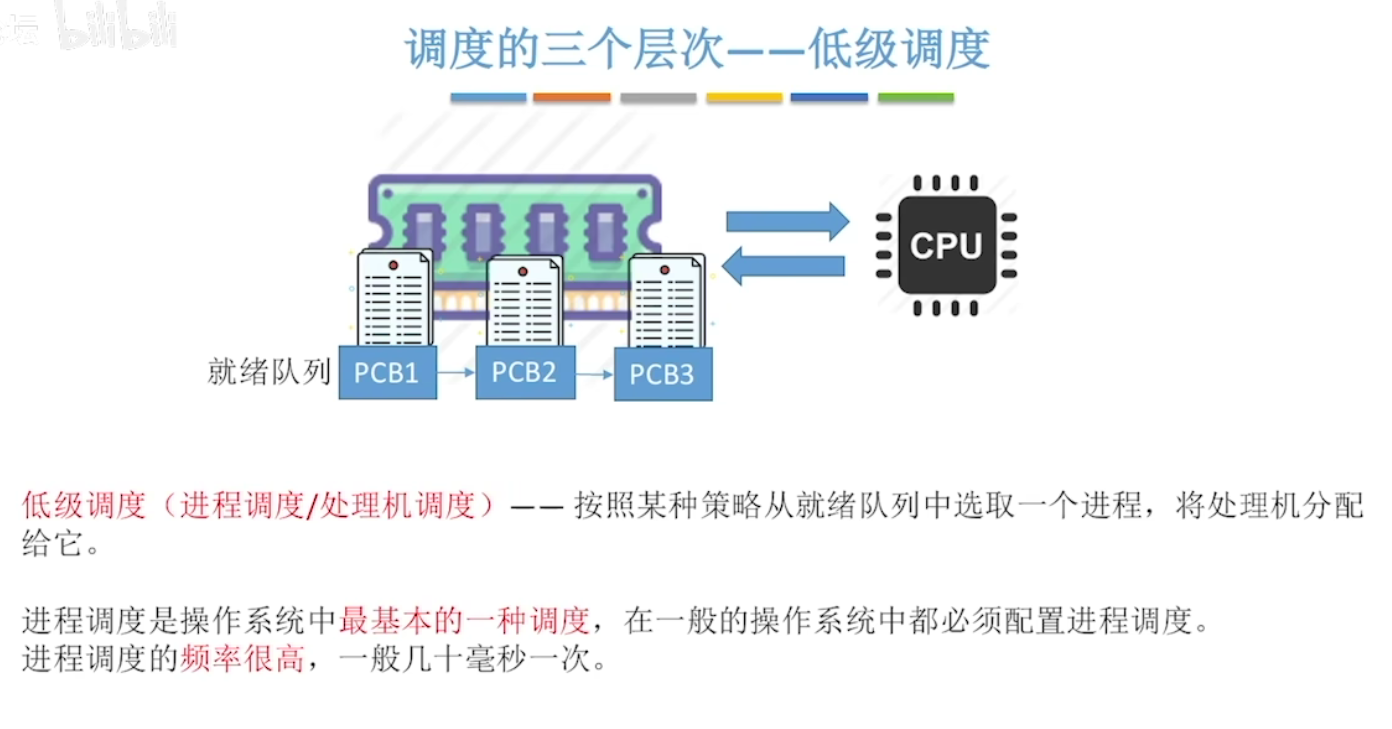 坛 bilibili
调度的三个层次——低级调度
CPU
就绪队列 PCB1 PCB2 PCB3
低级调度（进程调度/处理机调度）—— 按照某种策略从就绪队列中选取一个进程，将处理机分配
给它。
进程调度是操作系统中最基本的一种调度，在一般的操作系统中都必须配置进程调度。
进程调度的频率很高，一般几十毫秒一次。